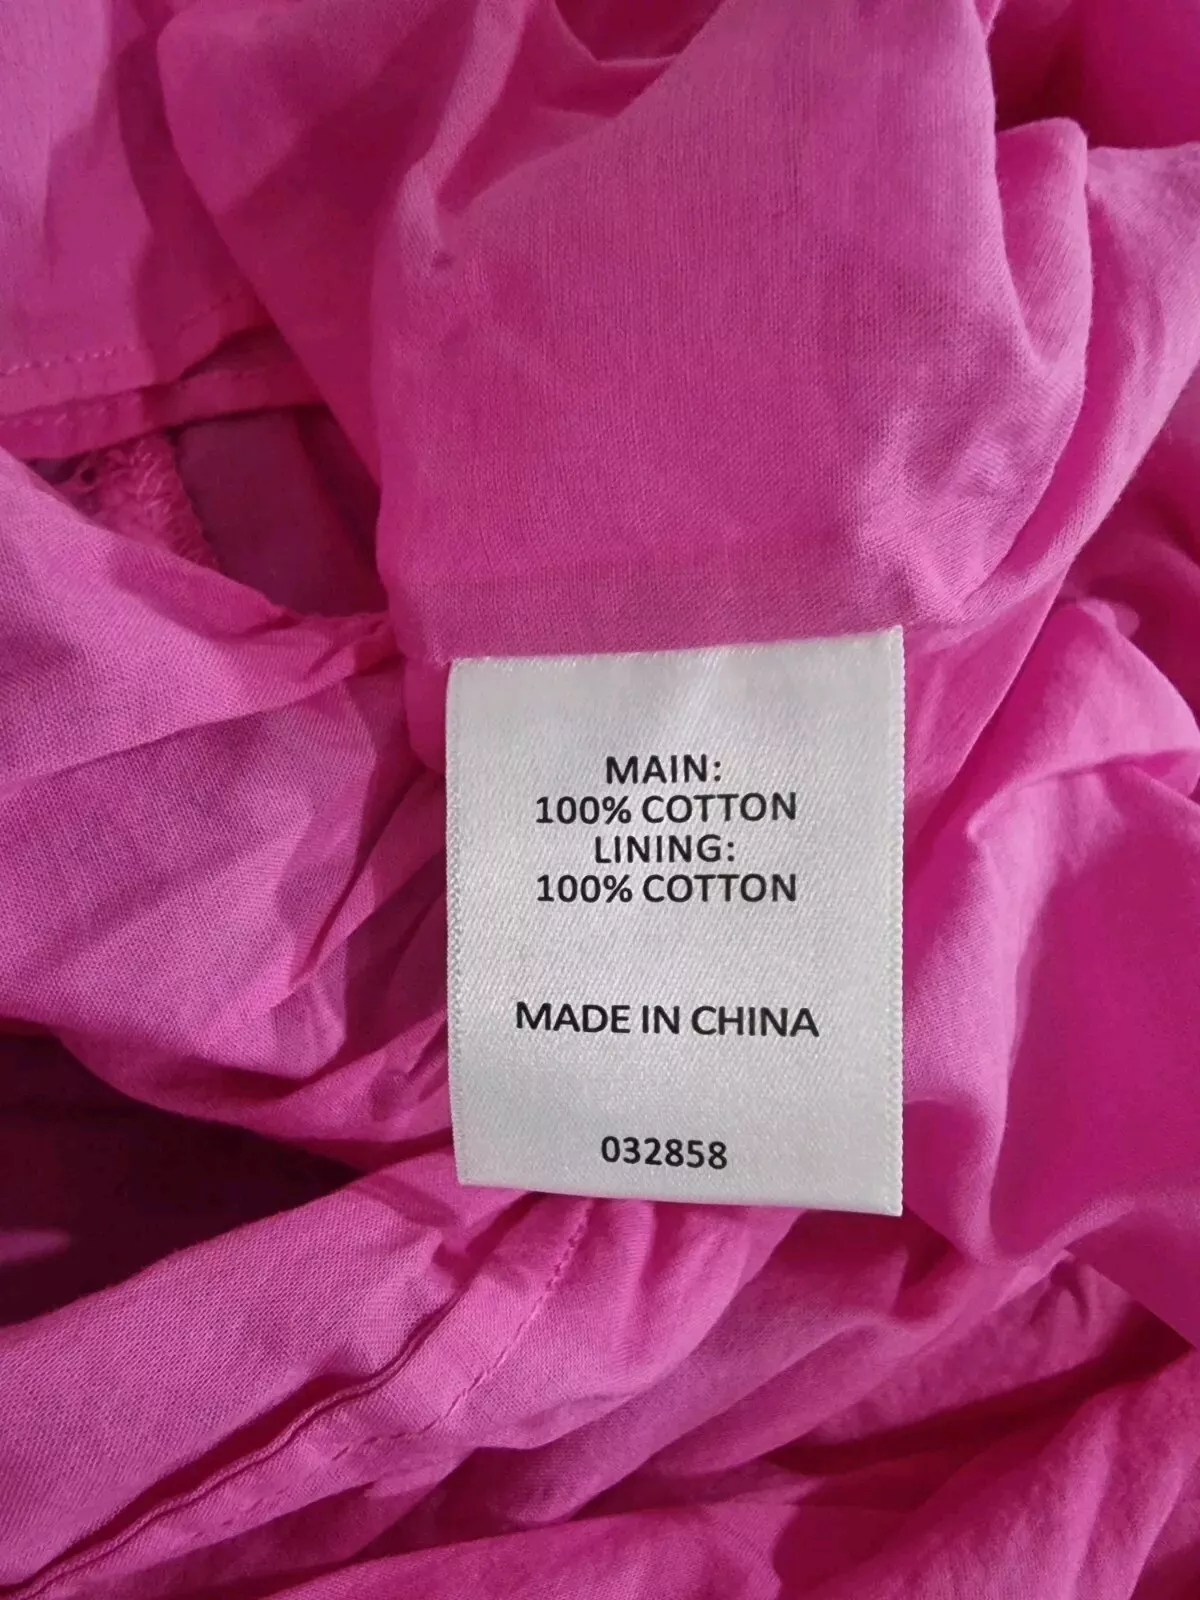 MAIN:
100% COTTON
LINING:
100% COTTON
MADE IN CHINA
032858